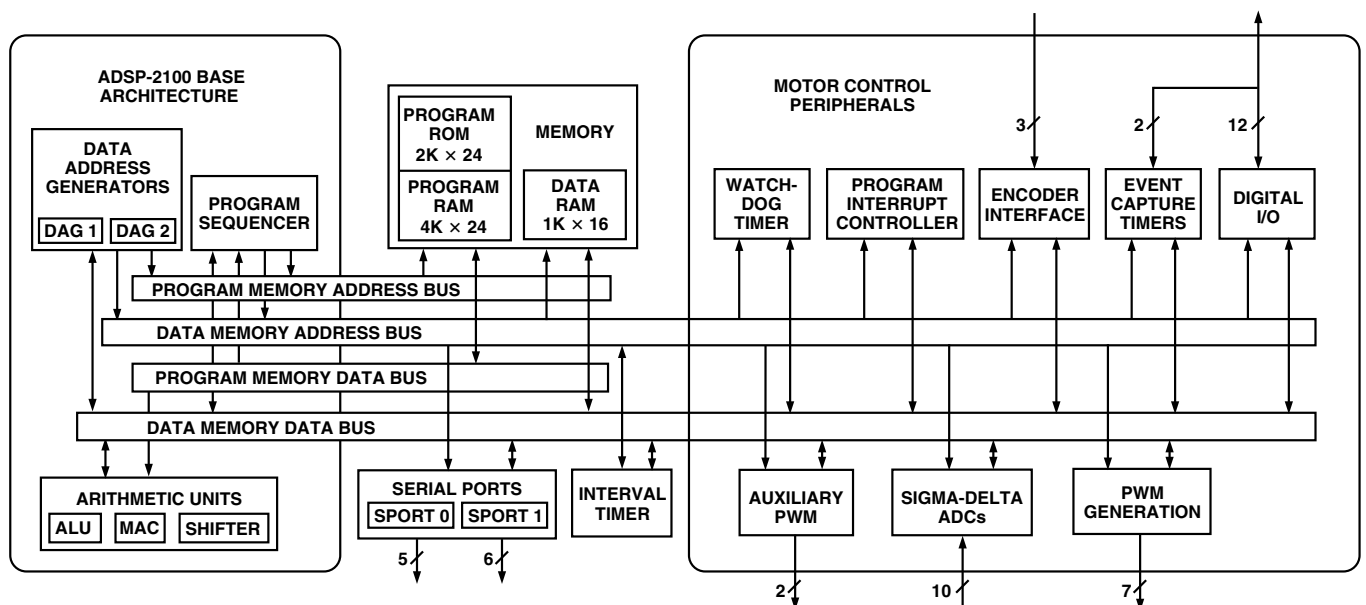 ADSP-2100 BASE
ARCHITECTURE
DATA
ADDRESS
GENERATORS
DAG 1
DAG 2
PROGRAM
SEQUENCER
PROGRAM
ROM
2K × 24
MEMORY
PROGRAM
RAM
4K × 24
DATA
RAM
1K × 16
MOTOR CONTROL
PERIPHERALS
3
2
12
WATCH-
DOG
TIMER
PROGRAM
INTERRUPT
CONTROLLER
ENCODER
INTERFACE
EVENT
CAPTURE
TIMERS
DIGITAL
I/O
PROGRAM MEMORY ADDRESS BUS
DATA MEMORY ADDRESS BUS
PROGRAM MEMORY DATA BUS
DATA MEMORY DATA BUS
ARITHMETIC UNITS
ALU
MAC
SHIFTER
SERIAL PORTS
SPORT 0
SPORT 1
5
6
INTERVAL
TIMER
AUXILIARY
PWM
2
SIGMA-DELTA
ADCs
10
PWM
GENERATION
7